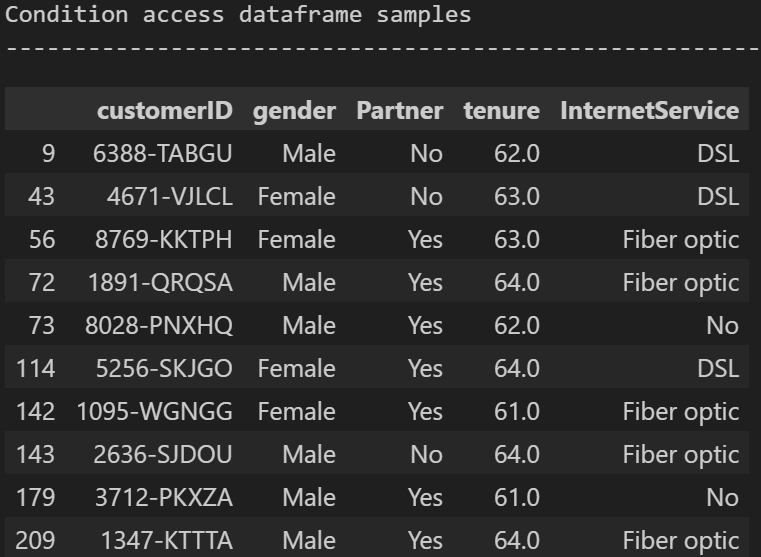 Condition access dataframe samples
------------------------------------------------------------
customerID gender Partner tenure InternetService
9 6388-TABGU Male No 62.0 DSL
43 4671-VJLCL Female No 63.0 DSL
56 8769-KKTPH Female Yes 63.0 Fiber optic
72 1891-QRQSA Male Yes 64.0 Fiber optic
73 8028-PNXHQ Male Yes 62.0 No
114 5256-SKJGO Female Yes 64.0 DSL
142 1095-WGNGG Female Yes 61.0 Fiber optic
143 2636-SJDOU Male No 64.0 Fiber optic
179 3712-PKXZA Male Yes 61.0 No
209 1347-KTTTA Male Yes 64.0 Fiber optic